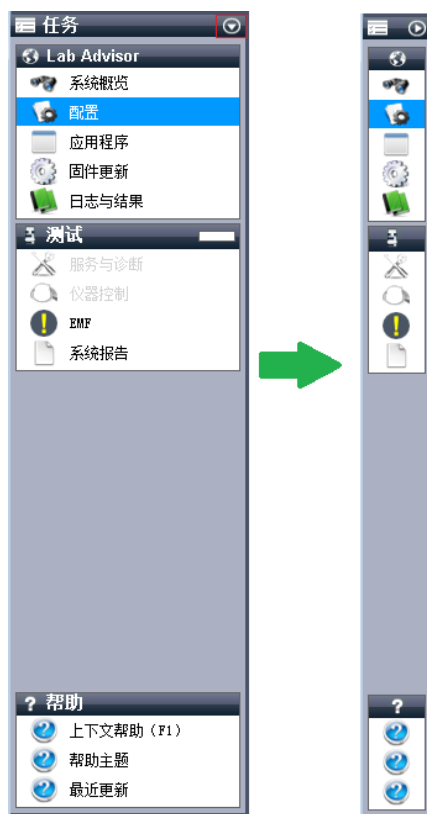 任务
Lab Advisor
系统概览
配置
应用程序
固件更新
日志与结果
测试
服务与诊断
仪器控制
EMF
系统报告
? 帮助
上下文帮助（F1）
帮助主题
最近更新
?